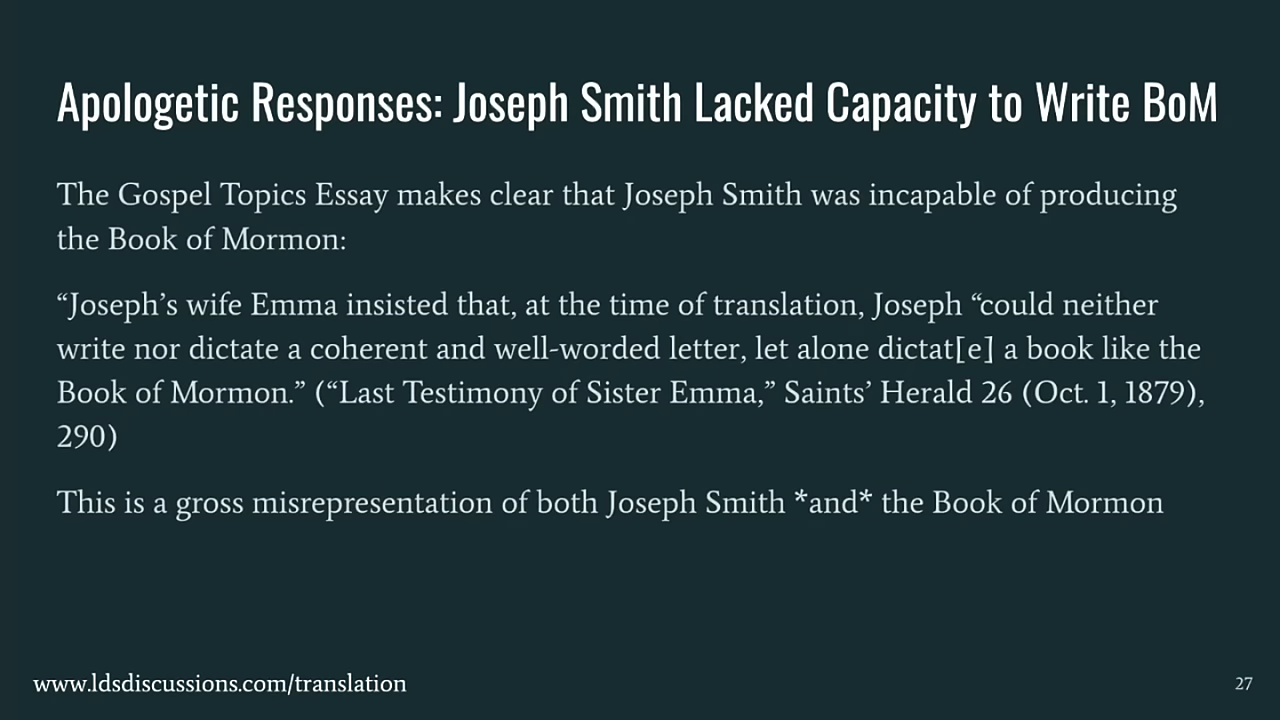 Apologetic Responses: Joseph Smith Lacked Capacity to Write BoM
The Gospel Topics Essay makes clear that Joseph Smith was incapable of producing
the Book of Mormon:
“Joseph’s wife Emma insisted that, at the time of translation, Joseph “could neither
write nor dictate a coherent and well-worded letter, let alone dictat[e] a book like the
Book of Mormon.” (“Last Testimony of Sister Emma,” Saints’ Herald 26 (Oct. 1, 1879),
290)
This is a gross misrepresentation of both Joseph Smith *and* the Book of Mormon
www.ldsdiscussions.com/translation
27